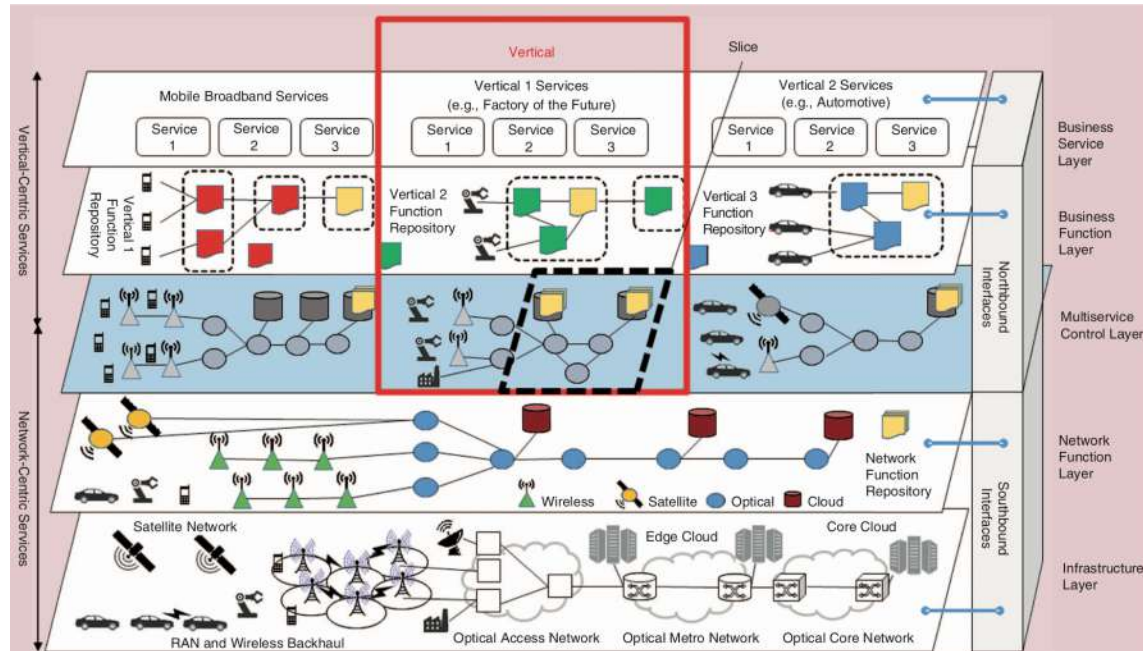 Vertical
Slice
Vertical-Centric Services
Network-Centric Services
Mobile Broadband Services
Service
1
Service
2
Service
3
Vertical 1 Services
(e.g., Factory of the Future)
Service
1
Service
2
Service
3
Vertical 2 Services
(e.g., Automotive)
Service
1
Service
2
Service
3
Business
Service
Layer
Vertical 1
Function
Repository
Vertical 2
Function
Repository
Vertical 3
Function
Repository
Business
Function
Layer
Northbound
Interfaces
Multiservice
Control Layer
Network
Function
Repository
Wireless
Satellite
Optical
Cloud
Network
Function
Layer
Southbound
Interfaces
Satellite Network
Edge Cloud
Core Cloud
RAN and Wireless Backhaul
Optical Access Network
Optical Metro Network
Optical Core Network
Infrastructure
Layer